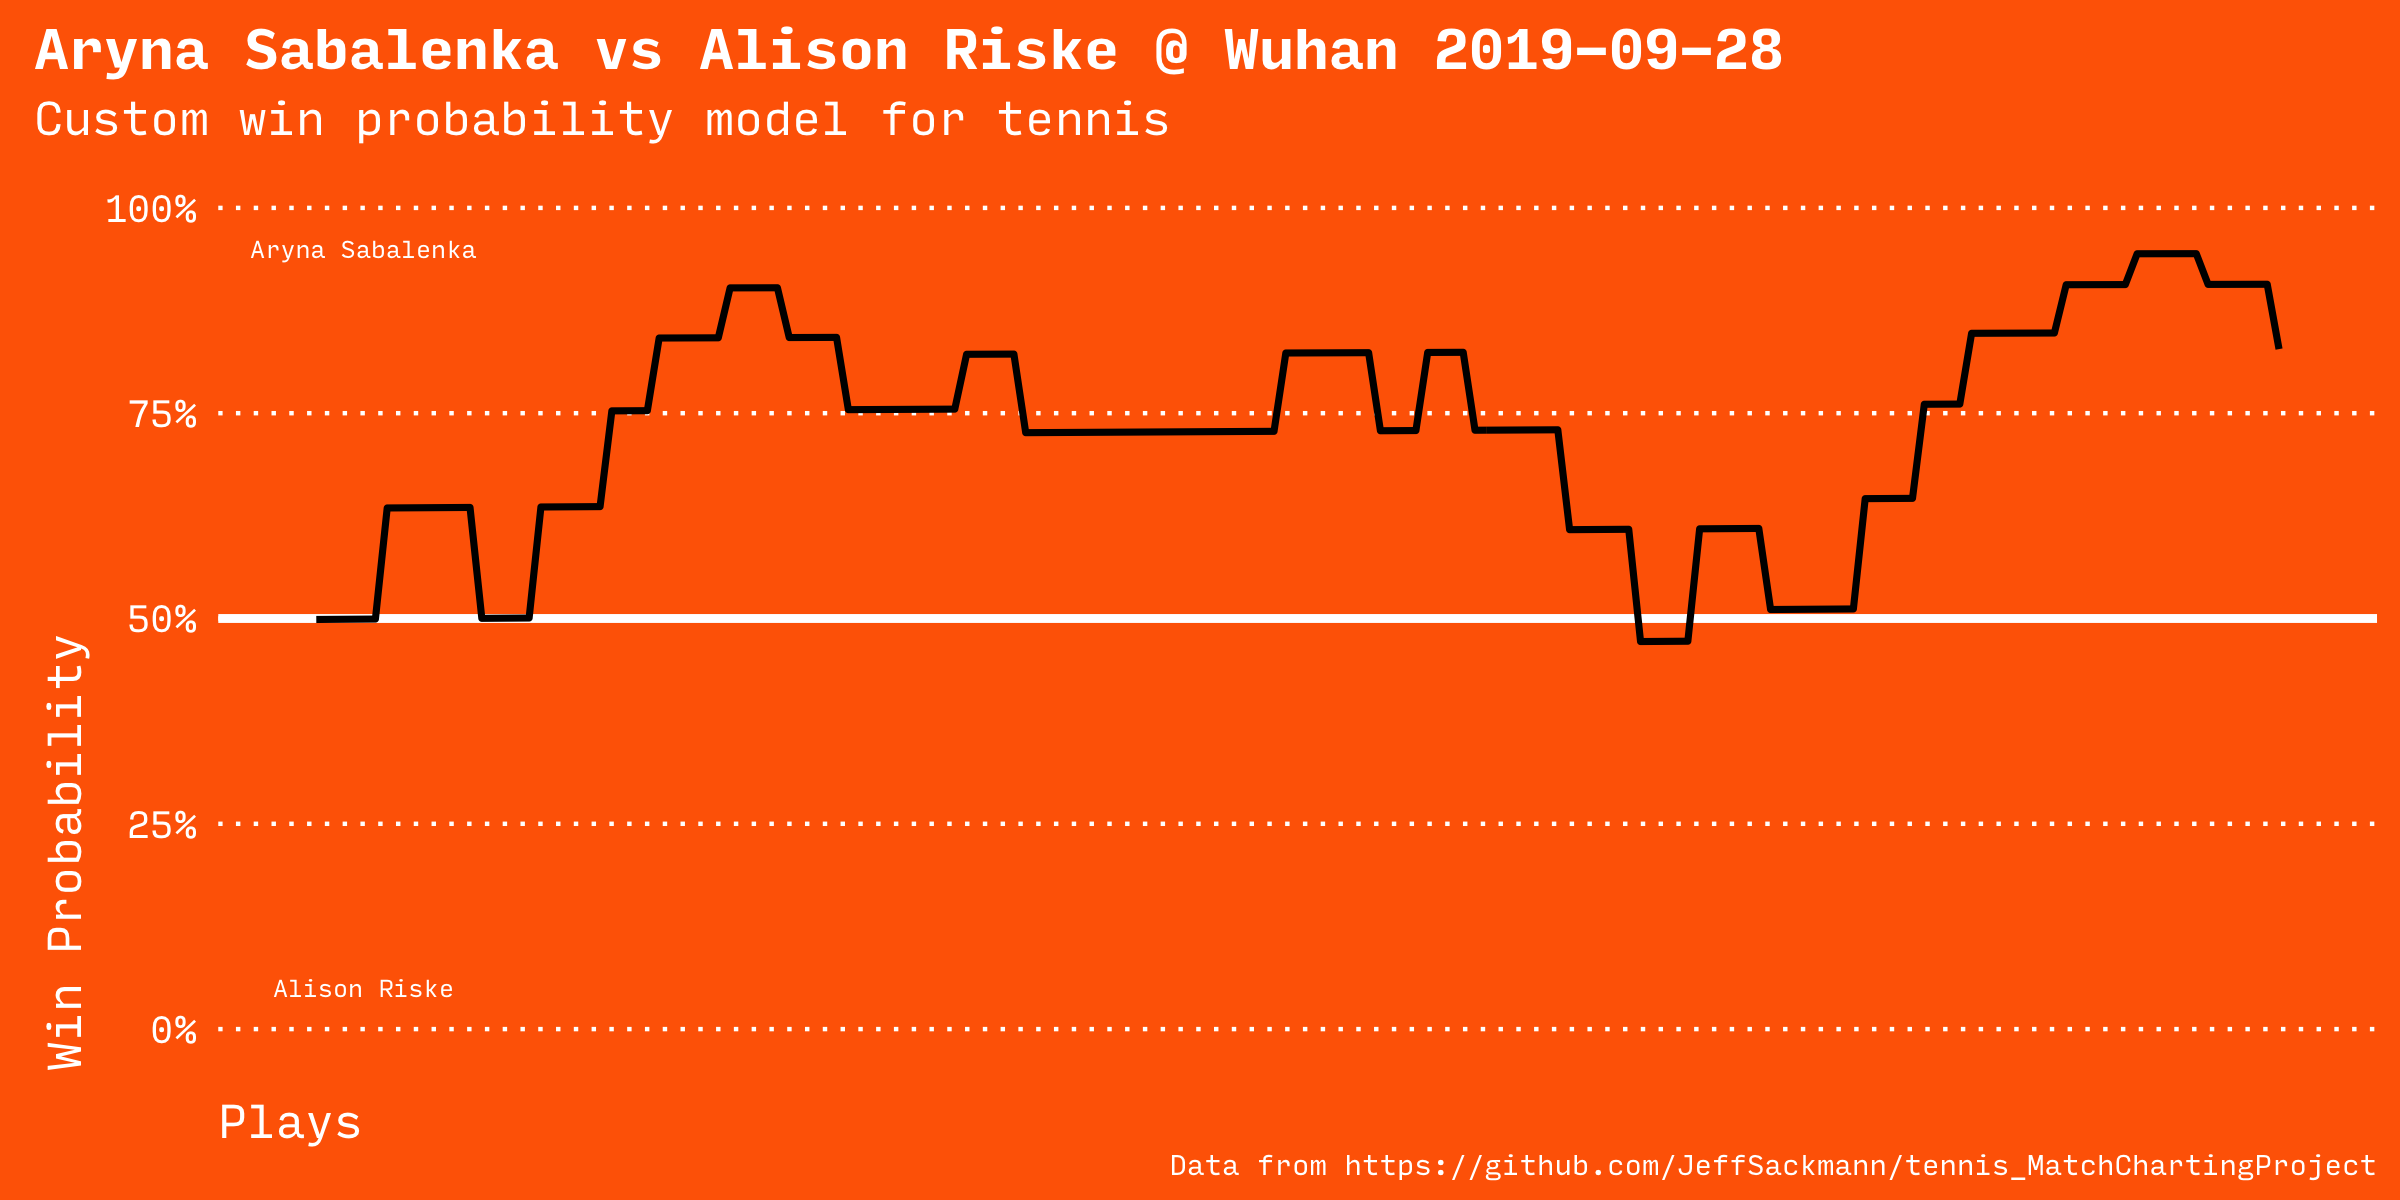 Aryna Sabalenka vs Alison Riske @ Wuhan 2019-09-28
Custom win probability model for tennis
100%
Aryna Sabalenka
75%
50%
25%
Alison Riske
0%
Win Probability
Plays
Data from https://github.com/JeffSackmann/tennis_MatchChartingProject